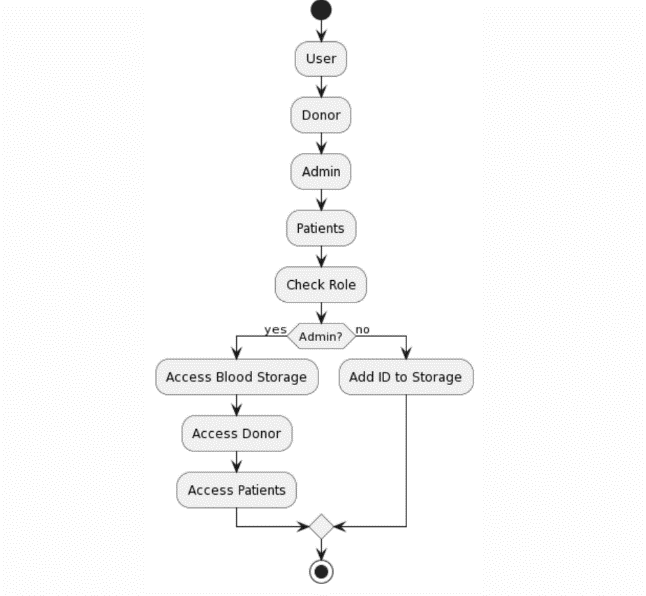 User
Donor
Admin
Patients
Check Role
yes
Admin?
no
Access Blood Storage
Add ID to Storage
Access Donor
Access Patients